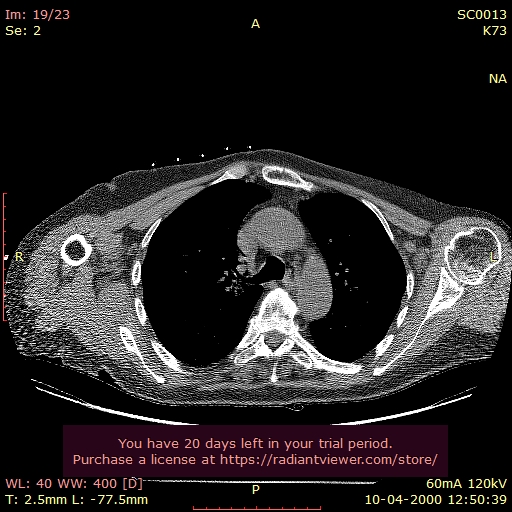 Im: 19/23
Se: 2
A
SC0013
K73
NA
R
L
You have 20 days left in your trial period.
Purchase a license at https://radiantviewer.com/store/
WL: 40 WW: 400 [D]
T: 2.5mm L: -77.5mm
P
60mA 120kV
10-04-2000 12:50:39